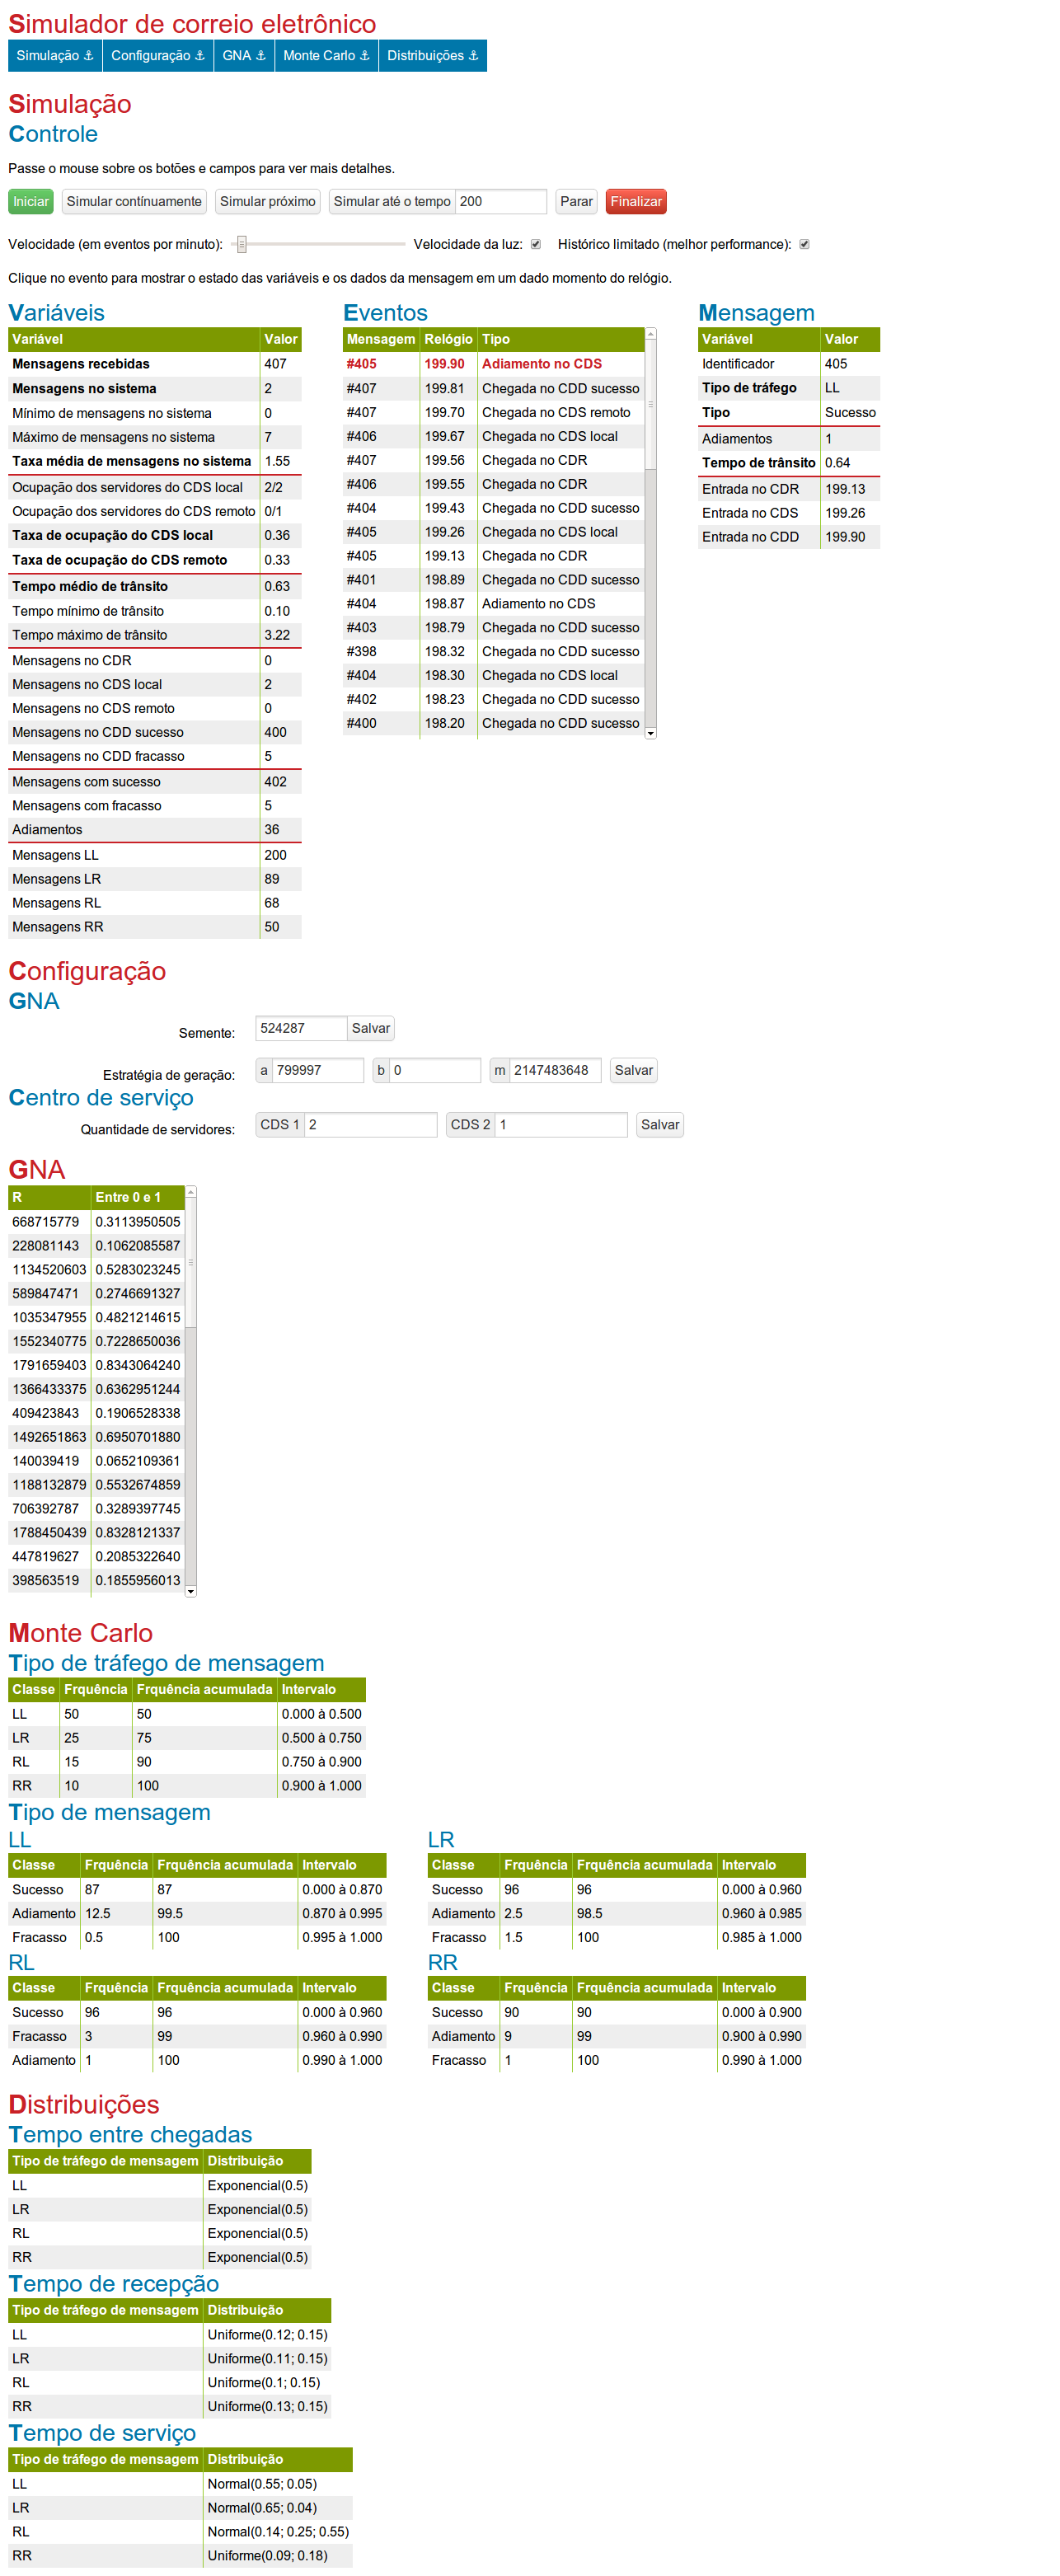 Simulador de correio eletrônico
Simulação ⚓ Configuração ⚓ GNA ⚓ Monte Carlo ⚓ Distribuições ⚓
Simulação
Controle
Passe o mouse sobre os botões e campos para ver mais detalhes.
Iniciar Simular contínuamente Simular próximo Simular até o tempo 200 Parar Finalizar
Velocidade (em eventos por minuto): Velocidade da luz: Histórico limitado (melhor performance):
Clique no evento para mostrar o estado das variáveis e os dados da mensagem em um dado momento do relógio.
Variáveis
Variável Valor
Mensagens recebidas 407
Mensagens no sistema 2
Mínimo de mensagens no sistema 0
Máximo de mensagens no sistema 7
Taxa média de mensagens no sistema 1.55
Ocupação dos servidores do CDS local 2/2
Ocupação dos servidores do CDS remoto 0/1
Taxa de ocupação do CDS local 0.36
Taxa de ocupação do CDS remoto 0.33
Tempo médio de trânsito 0.63
Tempo mínimo de trânsito 0.10
Tempo máximo de trânsito 3.22
Mensagens no CDR 0
Mensagens no CDS local 2
Mensagens no CDS remoto 0
Mensagens no CDD sucesso 400
Mensagens no CDD fracasso 5
Mensagens com sucesso 402
Mensagens com fracasso 5
Adiamentos 36
Mensagens LL 200
Mensagens LR 89
Mensagens RL 68
Mensagens RR 50
Eventos
Mensagem Relógio Tipo
#405 199.90 Adiamento no CDS
#407 199.81 Chegada no CDD sucesso
#407 199.70 Chegada no CDS remoto
#406 199.67 Chegada no CDS local
#407 199.56 Chegada no CDR
#406 199.55 Chegada no CDR
#404 199.43 Chegada no CDD sucesso
#405 199.26 Chegada no CDS local
#405 199.13 Chegada no CDR
#401 198.89 Chegada no CDD sucesso
#404 198.87 Adiamento no CDS
#403 198.79 Chegada no CDD sucesso
#398 198.32 Chegada no CDD sucesso
#404 198.30 Chegada no CDS local
#402 198.23 Chegada no CDD sucesso
#400 198.20 Chegada no CDD sucesso
Mensagem
Variável Valor
Identificador 405
Tipo de tráfego LL
Tipo Sucesso
Adiamentos 1
Tempo de trânsito 0.64
Entrada no CDR 199.13
Entrada no CDS 199.26
Entrada no CDD 199.90
Configuração
GNA
Semente: 524287 Salvar
Estratégia de geração: a 799997 b 0 m 2147483648 Salvar
Centro de serviço
Quantidade de servidores: CDS 1 2 CDS 2 1 Salvar
GNA
R Entre 0 e 1
668715779 0.3113950505
228081143 0.1062085587
1134520603 0.5283023245
589847471 0.2746691327
1035347955 0.4821214615
1552340775 0.7228650036
1791659403 0.8343064240
1366433375 0.6362951244
409423843 0.1906528338
1492651863 0.6950701880
140039419 0.0652109361
1188132879 0.5532674859
706392787 0.3289397745
1788450439 0.8328121337
447819627 0.2085322640
398563519 0.1855956013
Monte Carlo
Tipo de tráfego de mensagem
Classe Frquência Frquência acumulada Intervalo
LL 50 50 0.000 à 0.500
LR 25 75 0.500 à 0.750
RL 15 90 0.750 à 0.900
RR 10 100 0.900 à 1.000
Tipo de mensagem
LL
Classe Frquência Frquência acumulada Intervalo
Sucesso 87 87 0.000 à 0.870
Adiamento 12.5 99.5 0.870 à 0.995
Fracasso 0.5 100 0.995 à 1.000
LR
Classe Frquência Frquência acumulada Intervalo
Sucesso 96 96 0.000 à 0.960
Adiamento 2.5 98.5 0.960 à 0.985
Fracasso 1.5 100 0.985 à 1.000
RL
Classe Frquência Frquência acumulada Intervalo
Sucesso 96 96 0.000 à 0.960
Fracasso 3 99 0.960 à 0.990
Adiamento 1 100 0.990 à 1.000
RR
Classe Frquência Frquência acumulada Intervalo
Sucesso 90 90 0.000 à 0.900
Adiamento 9 99 0.900 à 0.990
Fracasso 1 100 0.990 à 1.000
Distribuições
Tempo entre chegadas
Tipo de tráfego de mensagem Distribuição
LL Exponencial(0.5)
LR Exponencial(0.5)
RL Exponencial(0.5)
RR Exponencial(0.5)
Tempo de recepção
Tipo de tráfego de mensagem Distribuição
LL Uniforme(0.12; 0.15)
LR Uniforme(0.11; 0.15)
RL Uniforme(0.1; 0.15)
RR Uniforme(0.13; 0.15)
Tempo de serviço
Tipo de tráfego de mensagem Distribuição
LL Normal(0.55; 0.05)
LR Normal(0.65; 0.04)
RL Normal(0.14; 0.25; 0.55)
RR Uniforme(0.09; 0.18)